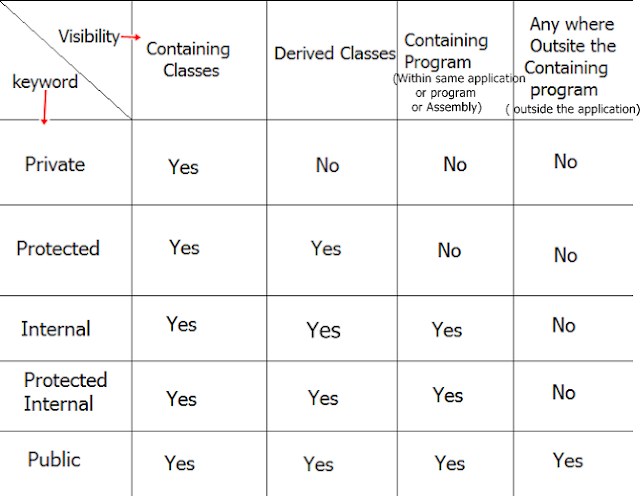 Visibility
keyword
Containing
Classes
Derived Classes
Containing
Program
(Within same application
or program
or Assembly)
Any where
Outsite the
Containing
program
( outside the application)
Private
Yes
No
No
No
Protected
Yes
Yes
No
No
Internal
Yes
Yes
Yes
No
Protected
Internal
Yes
Yes
Yes
No
Public
Yes
Yes
Yes
Yes